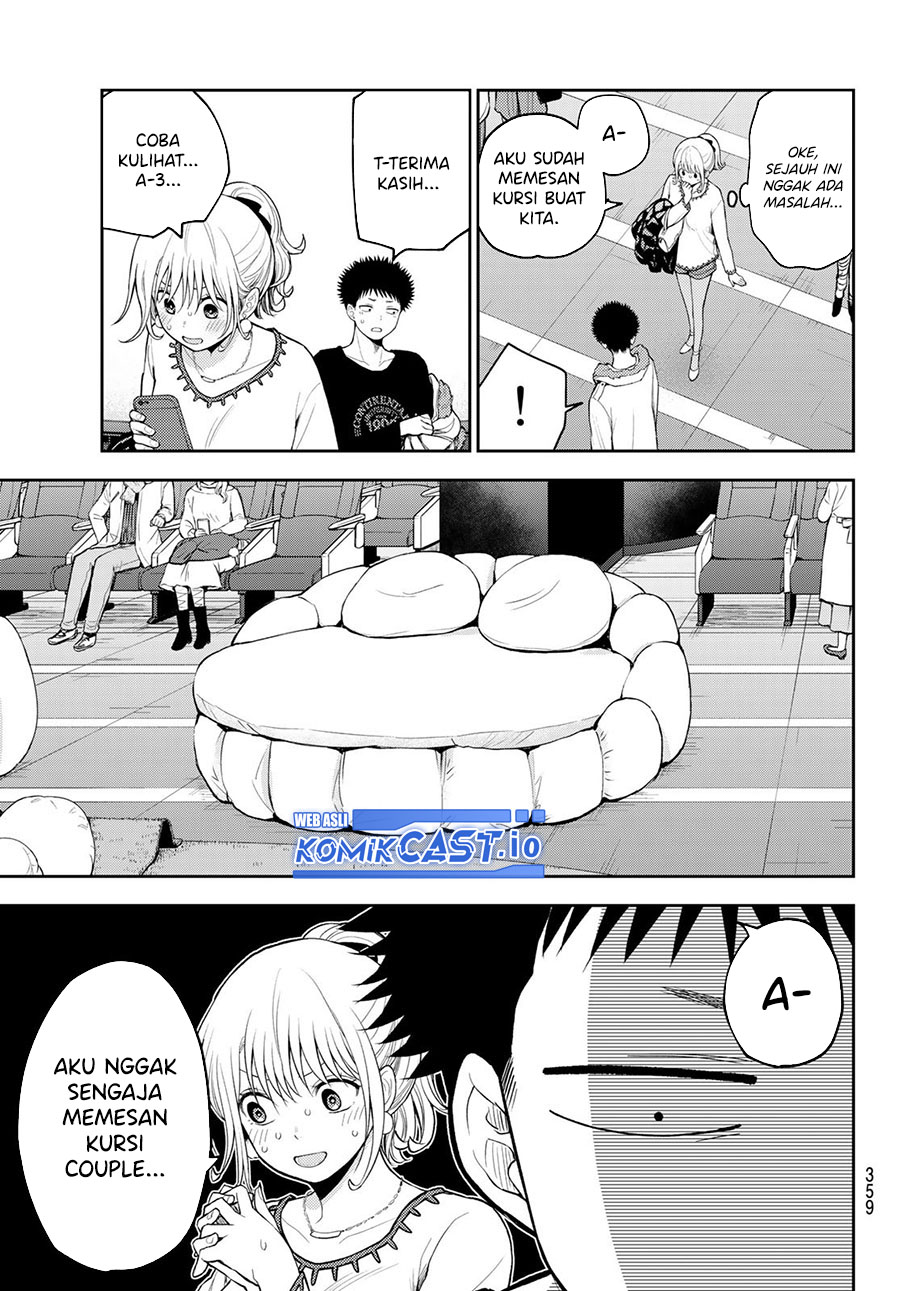 OKE,
SEJAUH INI
NGGAK ADA
MASALAH...
A-
AKU SUDAH
MEMESAN
KURSI BUAT
KITA.
!
T-TERIMA
KASIH...
COBA
KULIHAT...
A-3...
WEB ASLI
KOMIKCAST.io
A-
AKU NGGAK
SENGAJA
MEMESAN
KURSI
COUPLE...
359